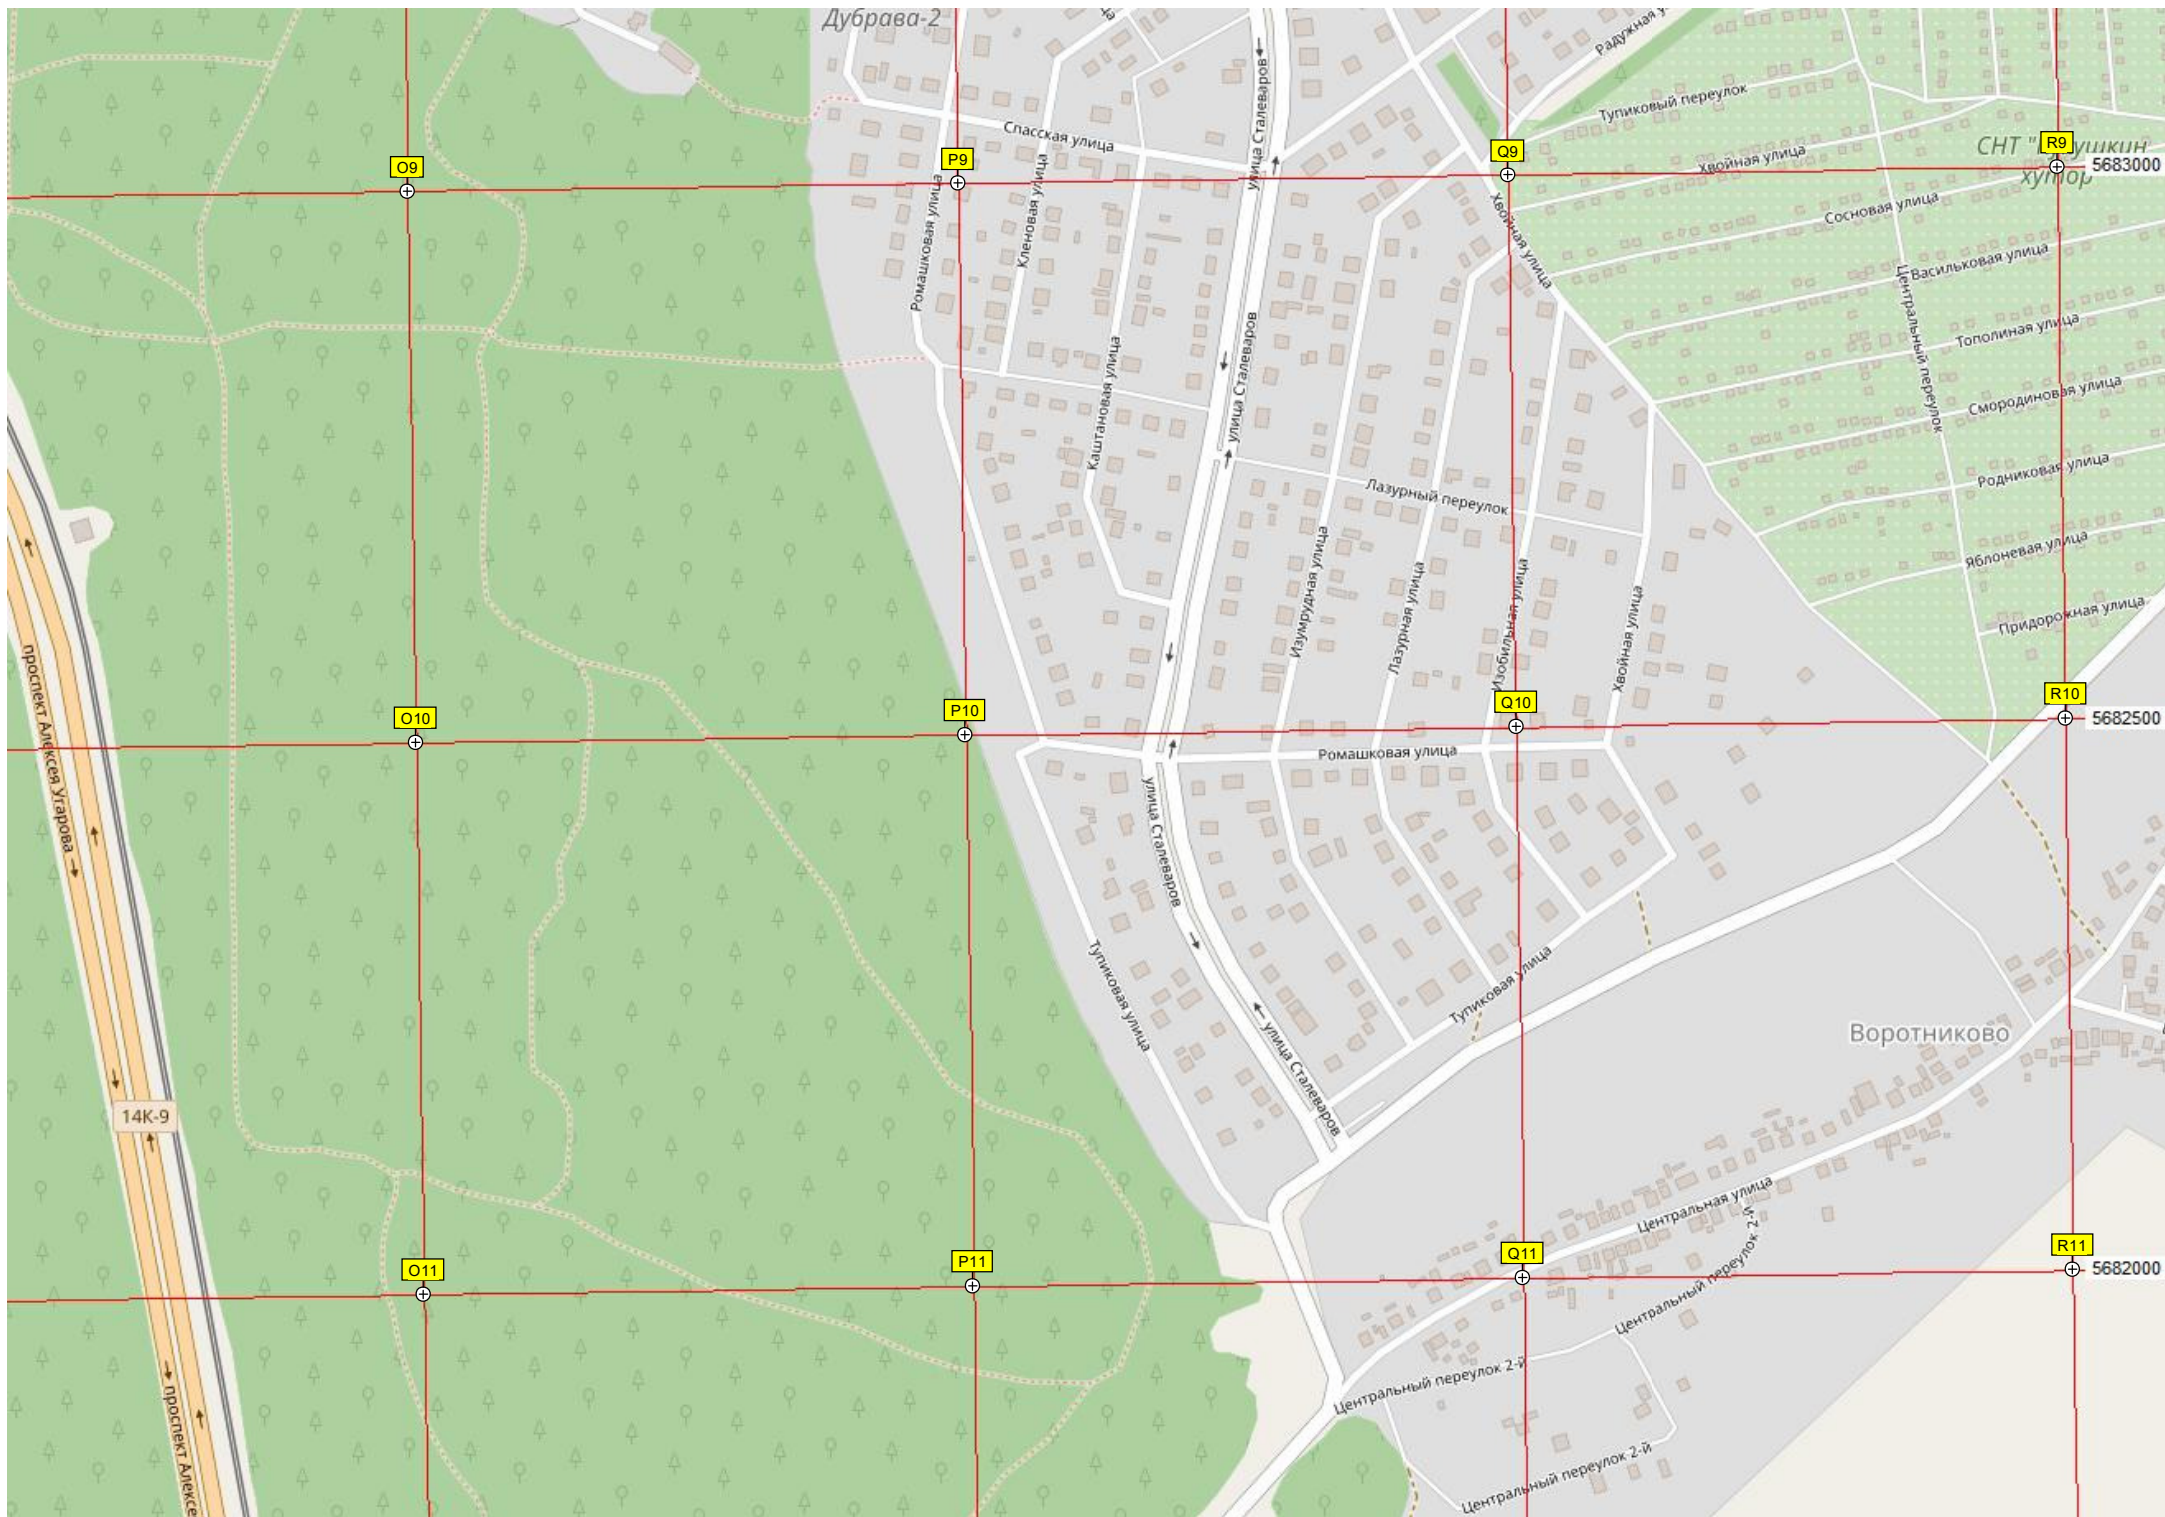 Дубрава-2
Радужная у
Спасская улица
улица Сталеваров
Тупиковый переулок
Хвойная улица
СНТ "
ушкин
хутор
O9
P9
Q9
R9
5683000
Ромашковая улица
Кленовая улица
Хвойная улица
Сосновая улица
Васильковая улица
Центральный переулок
Тополиная улица
Каштановая улица
улица Сталеваров
Смородиновая улица
Родниковая улица
Лазурный переулок
Яблоневая улица
Изумрудная улица
Лазурная улица
Изобильная улица
Хвойная улица
Придорожная улица
проспект Алексея Угарова
O10
P10
Q10
R10
5682500
Ромашковая улица
улица Сталеваров
Тупиковая улица
Тупиковая улица
улица Сталеваров
Воротниково
14К-9
Центральная улица
Центральный переулок 2-й
O11
P11
Q11
R11
5682000
Центральный переулок 2-й
проспект Алексе
Центральный переулок 2-й